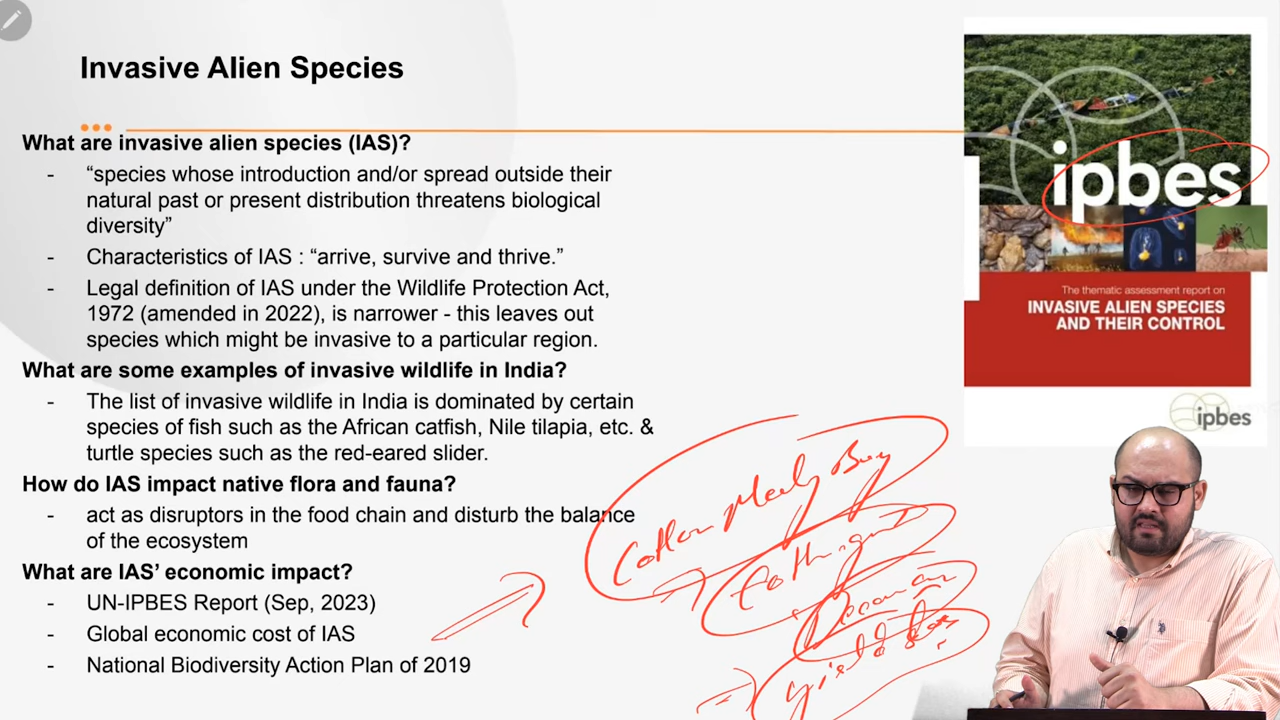 Invasive Alien Species
What are invasive alien species (IAS)?
- “species whose introduction and/or spread outside their
natural past or present distribution threatens biological
diversity”
- Characteristics of IAS : “arrive, survive and thrive.”
- Legal definition of IAS under the Wildlife Protection Act,
1972 (amended in 2022), is narrower - this leaves out
species which might be invasive to a particular region.
What are some examples of invasive wildlife in India?
- The list of invasive wildlife in India is dominated by certain
species of fish such as the African catfish, Nile tilapia, etc. &
turtle species such as the red-eared slider.
How do IAS impact native flora and fauna?
- act as disruptors in the food chain and disturb the balance
of the ecosystem
What are IAS’ economic impact?
- UN-IPBES Report (Sep, 2023)
- Global economic cost of IAS
- National Biodiversity Action Plan of 2019
ipbes
The thematic assessment report on
INVASIVE ALIEN SPECIES
AND THEIR CONTROL
ipbes
Cotton Mealy Bug
Deccan
yield